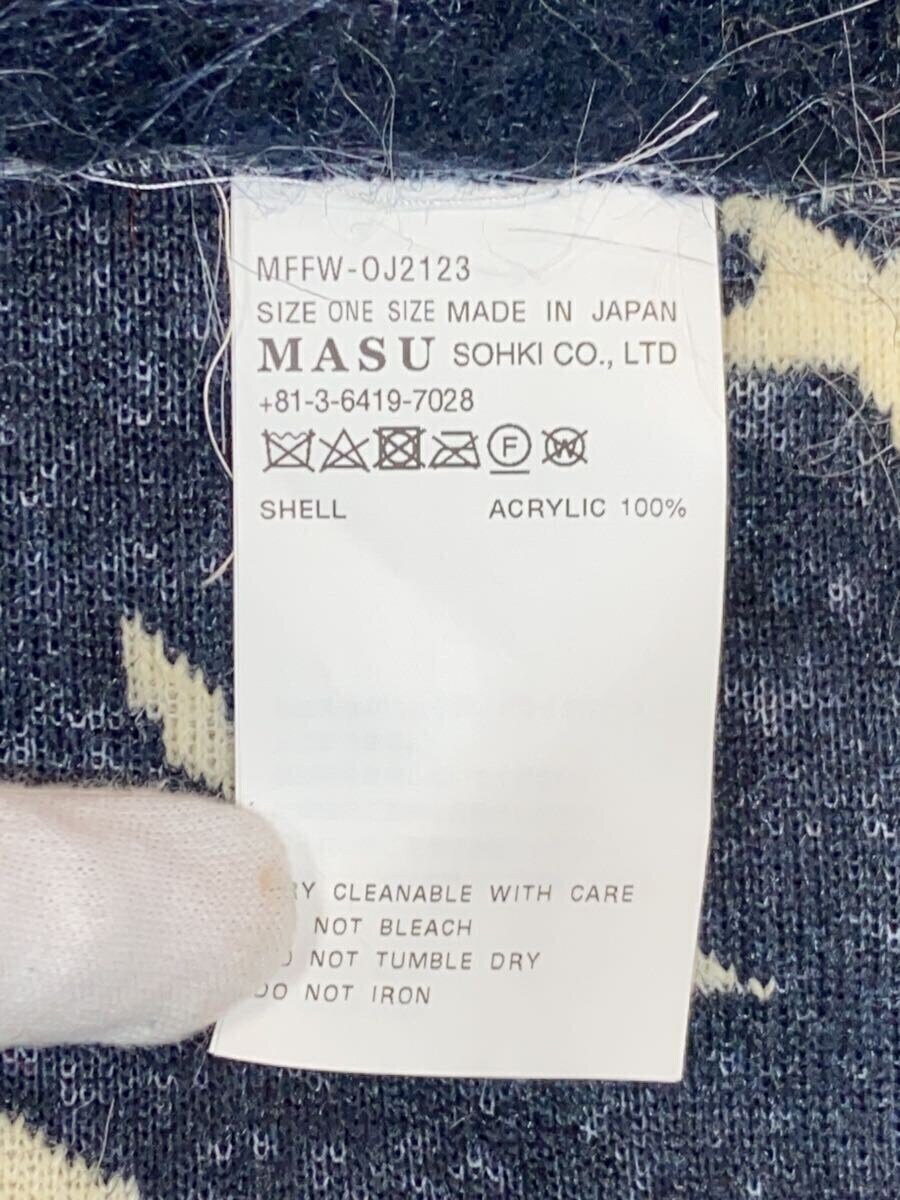 MFFW-OJ2123
SIZE ONE SIZE MADE IN JAPAN
MASU SOHKI CO., LTD
+81-3-6419-7028
F W
SHELL ACRYLIC 100%
CLEANABLE WITH CARE
NOT BLEACH
NOT TUMBLE DRY
DO NOT IRON